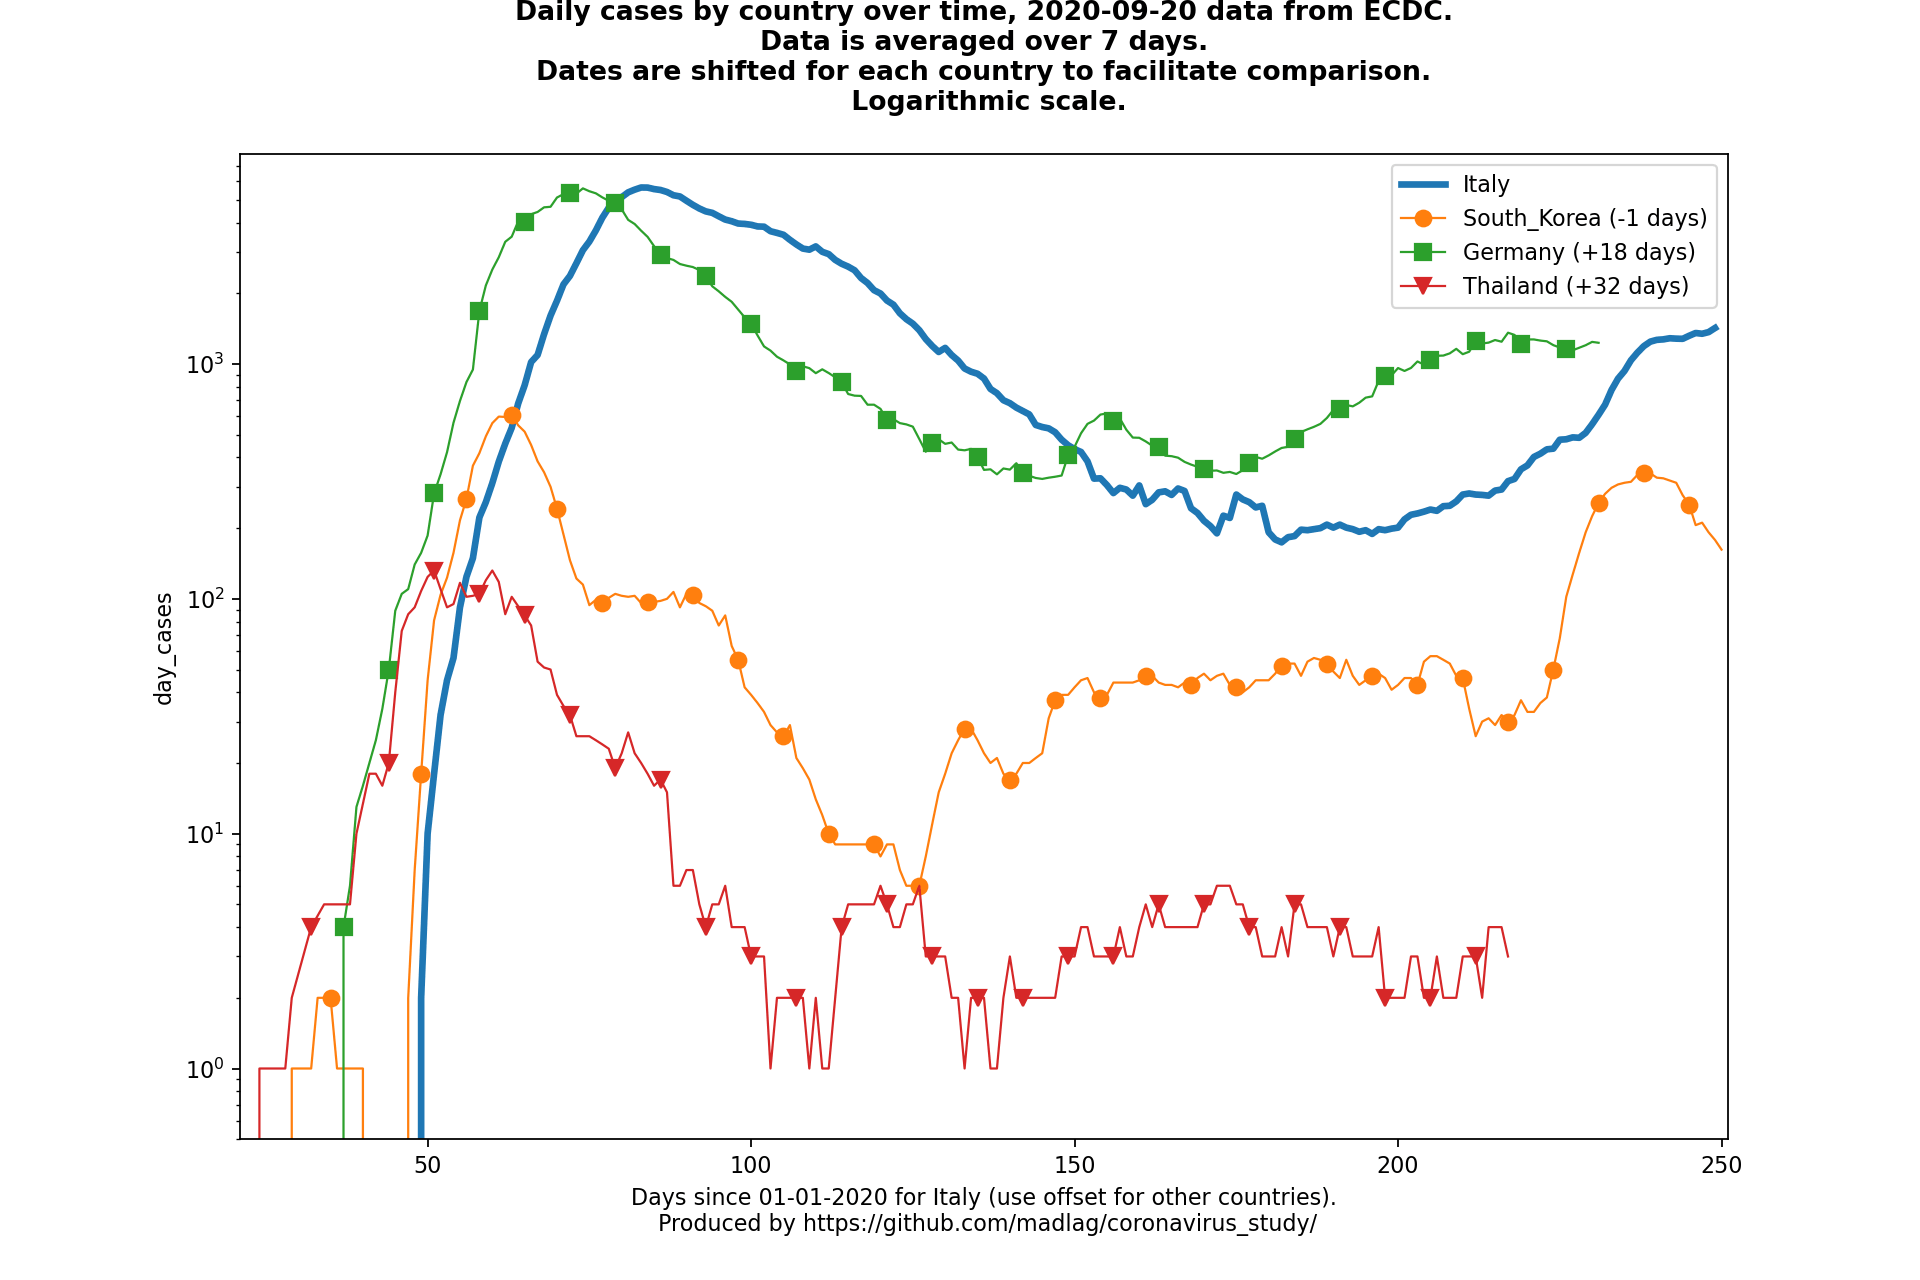 Daily cases by country over time, 2020-09-20 data from ECDC.
Data is averaged over 7 days.
Dates are shifted for each country to facilitate comparison.
Logarithmic scale.
Italy
South_Korea (-1 days)
Germany (+18 days)
Thailand (+32 days)
10³
10²
10¹
10⁰
day_cases
50 100 150 200 250
Days since 01-01-2020 for Italy (use offset for other countries).
Produced by https://github.com/madlag/coronavirus_study/